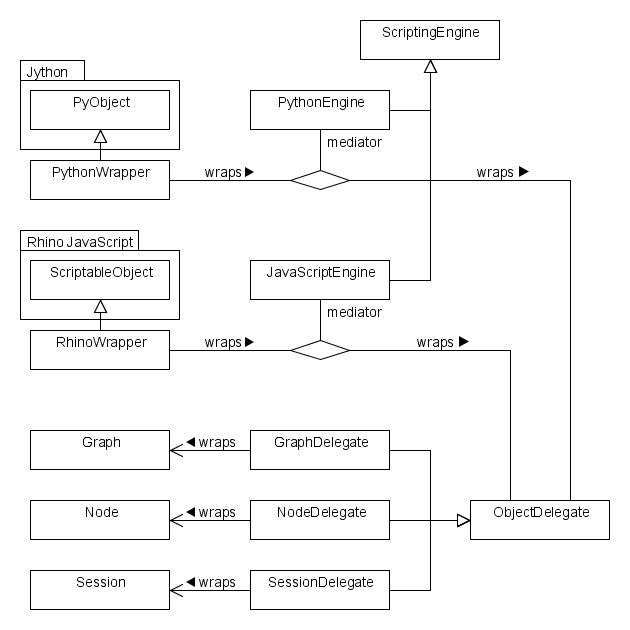 ScriptingEngine
Jython
PyObject
PythonEngine
mediator
PythonWrapper
wraps
wraps
Rhino JavaScript
ScriptableObject
JavaScriptEngine
mediator
RhinoWrapper
wraps
wraps
Graph
wraps
GraphDelegate
Node
wraps
NodeDelegate
ObjectDelegate
Session
wraps
SessionDelegate